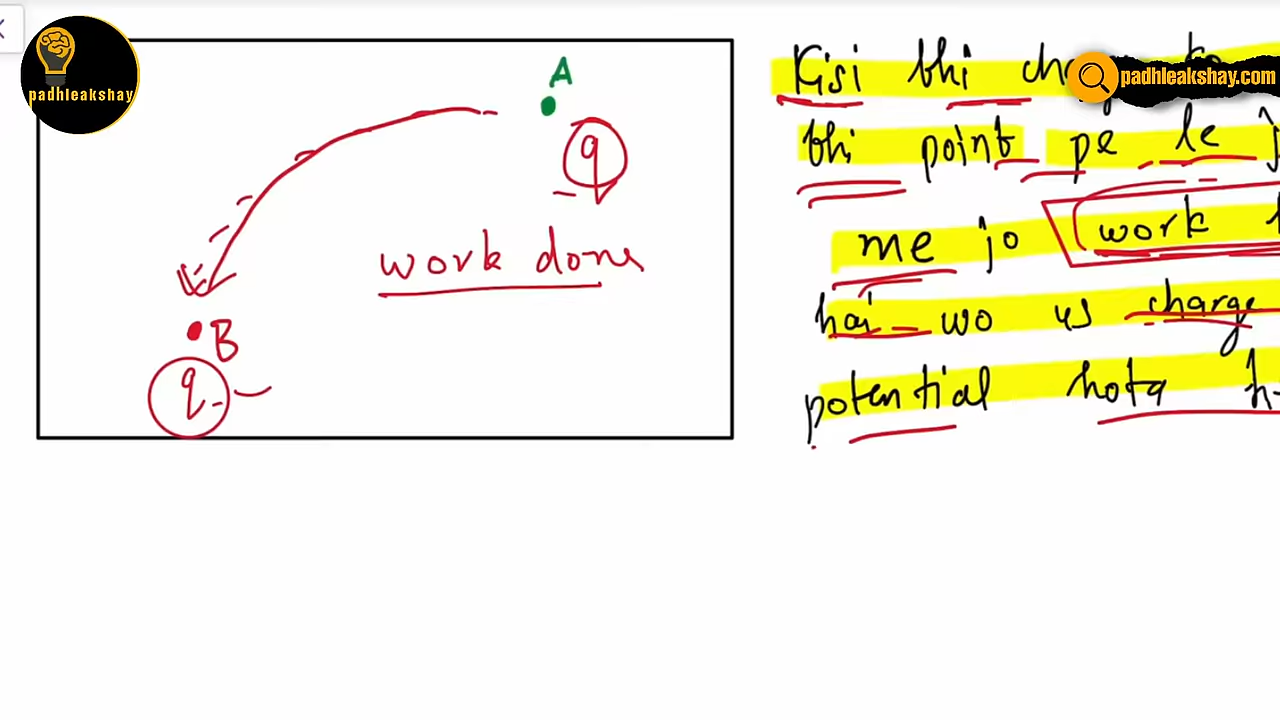 padhleakshay
A
q
work done
B
q
Kisi bhi
padhleakshay.com
bhi point pe le
me jo work
hai wo us charge
potential hota